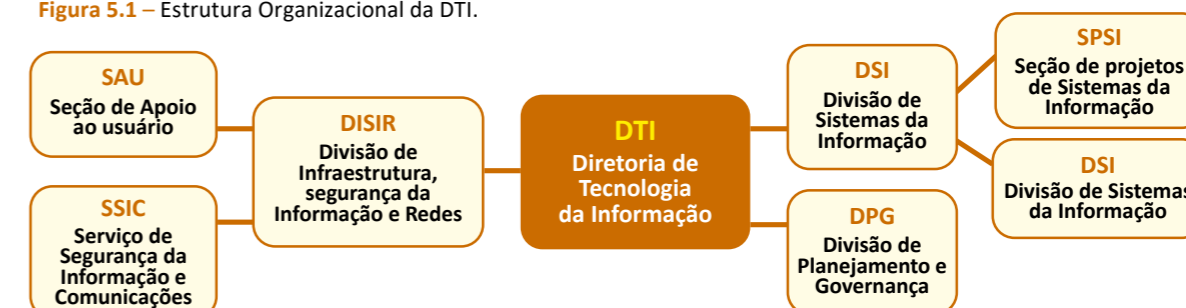 Figura 5.1 – Estrutura Organizacional da DTI.
SAU
Seção de Apoio
ao usuário
SSIC
Serviço de
Segurança da
Informação e
Comunicações
DISIR
Divisão de
Infraestrutura,
segurança da
Informação e Redes
DTI
Diretoria de
Tecnologia
da Informação
DSI
Divisão de
Sistemas da
Informação
DPG
Divisão de
Planejamento e
Governança
SPSI
Seção de projetos
de Sistemas da
Informação
DSI
Divisão de Sistemas
da Informação